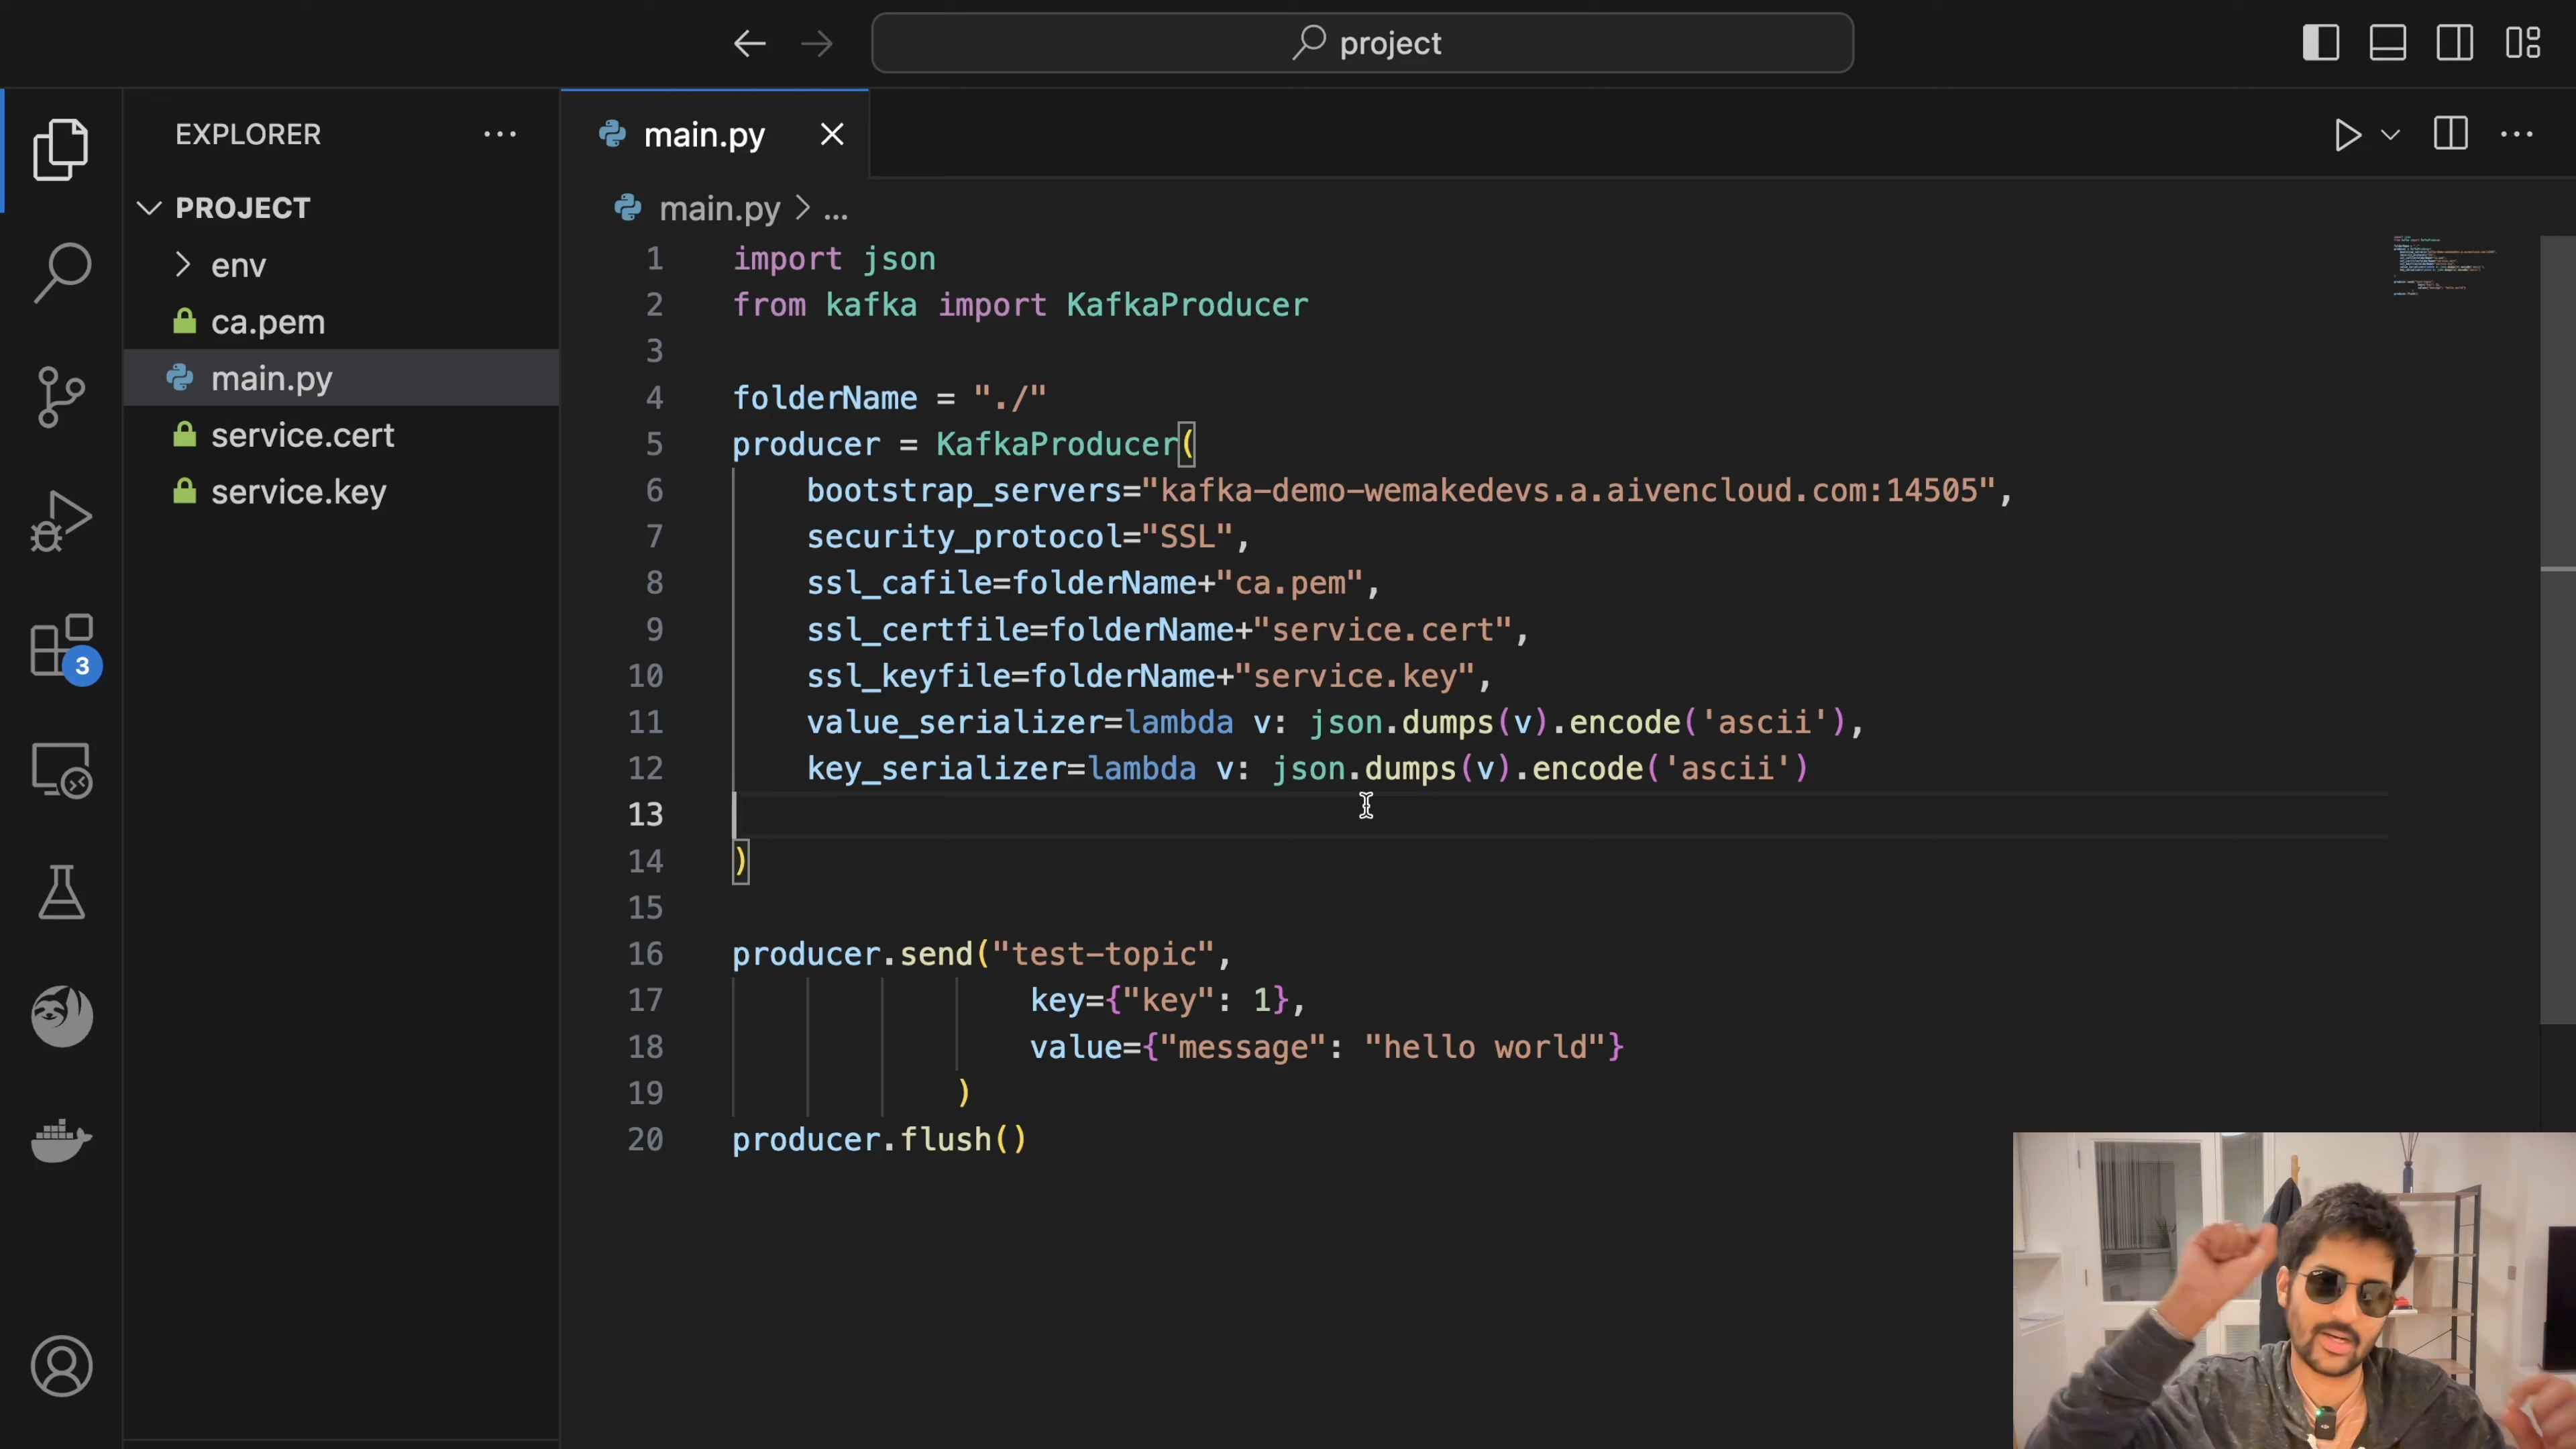 project
EXPLORER
PROJECT
env
ca.pem
main.py
service.cert
service.key
3
main.py
main.py > ...
1 import json
2 from kafka import KafkaProducer
3
4 folderName = "./"
5 producer = KafkaProducer(
6 bootstrap_servers="kafka-demo-wemakedevs.a.aivencloud.com:14505",
7 security_protocol="SSL",
8 ssl_cafile=folderName+"ca.pem",
9 ssl_certfile=folderName+"service.cert",
10 ssl_keyfile=folderName+"service.key",
11 value_serializer=lambda v: json.dumps(v).encode('ascii'),
12 key_serializer=lambda v: json.dumps(v).encode('ascii')
13
14 )
15
16 producer.send("test-topic",
17 key={"key": 1},
18 value={"message": "hello world"}
19 )
20 producer.flush()